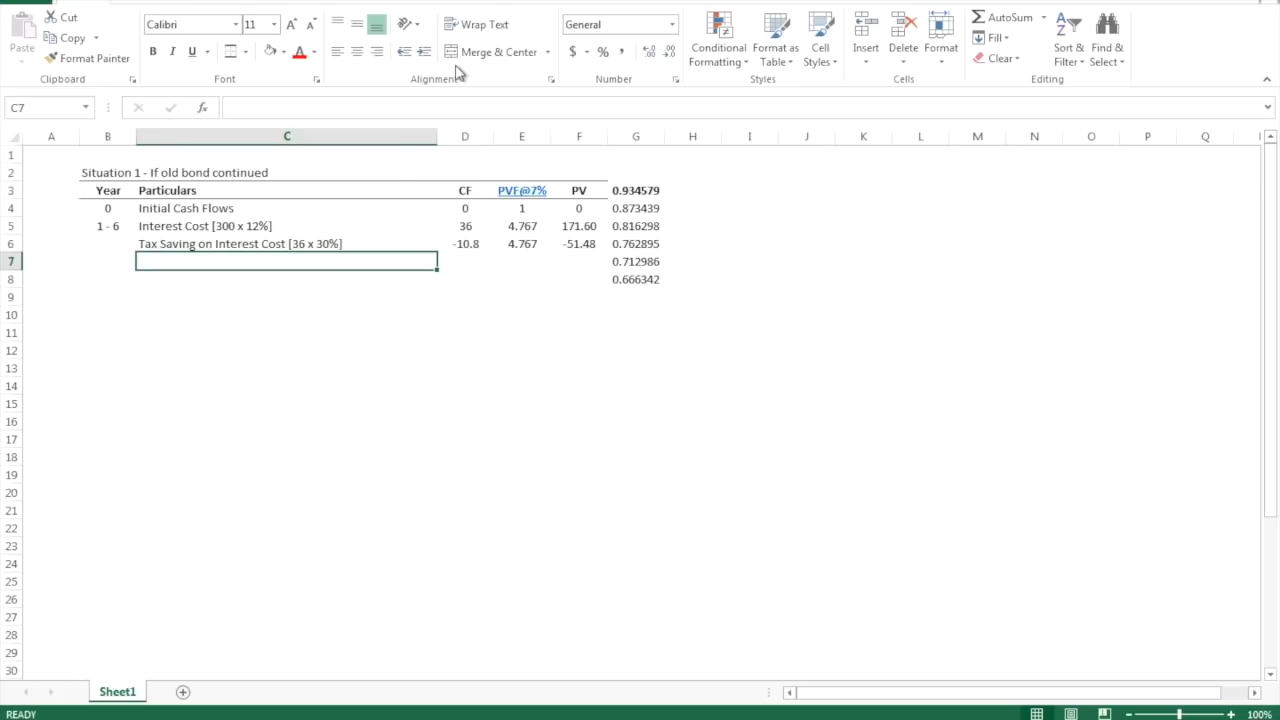 Cut
Copy
Format Painter
Paste
Clipboard
Calibri 11 A A
B I U A
Font
Wrap Text
Merge & Center
Alignment
General
$ % , .00 .0
Number
Conditional Formatting
Format as Table
Cell Styles
Styles
Insert Delete Format
Cells
AutoSum
Fill
Clear
Sort & Filter
Find & Select
Editing
C7 fx
A B C D E F G H I J K L M N O P Q
1
2 Situation 1 - If old bond continued
3 Year Particulars CF PVF@7% PV 0.934579
4 0 Initial Cash Flows 0 1 0 0.873439
5 1 - 6 Interest Cost [300 x 12%] 36 4.767 171.60 0.816298
6 Tax Saving on Interest Cost [36 x 30%] -10.8 4.767 -51.48 0.762895
7 0.712986
8 0.666342
9
10
11
12
13
14
15
16
17
18
19
20
21
22
23
24
25
26
27
28
29
30
Sheet1
READY 100%